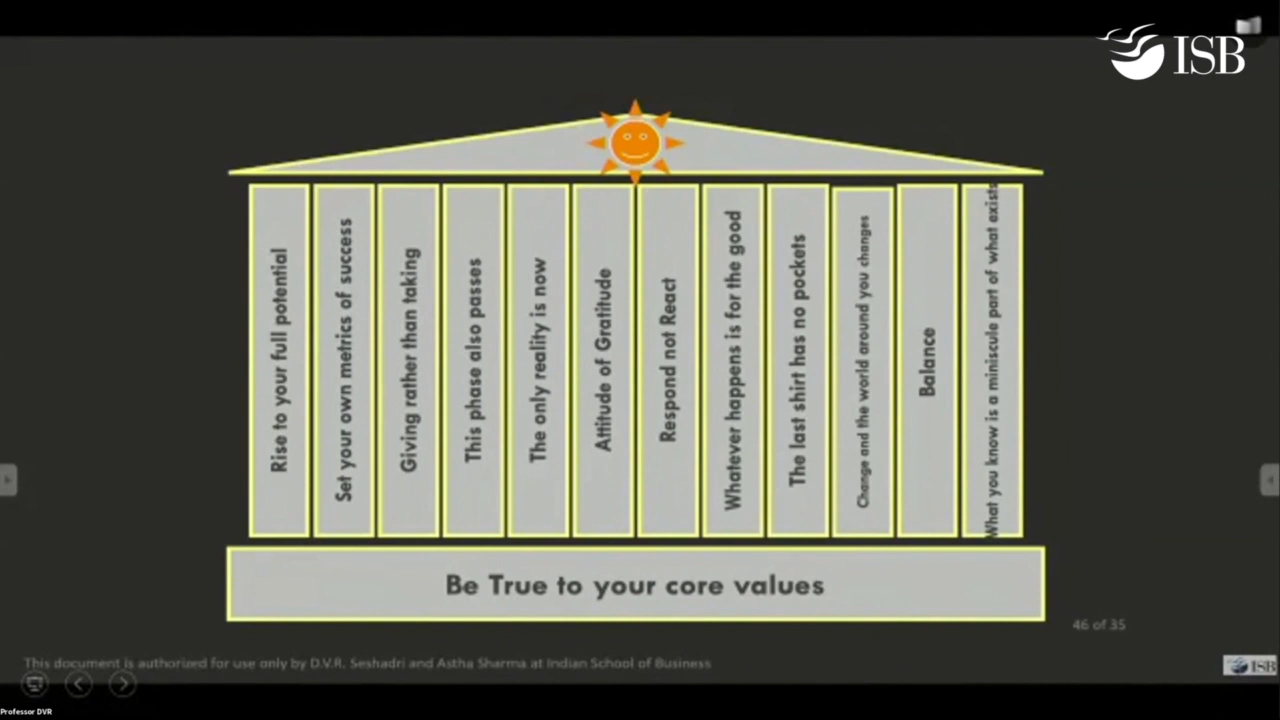 ISB
Rise to your full potential
Set your own metrics of success
Giving rather than taking
This phase also passes
The only reality is now
Attitude of Gratitude
Respond not React
Whatever happens is for the good
The last shirt has no pockets
Change and the world around you changes
Balance
What you know is a miniscule part of what exists
Be True to your core values
46 of 35
This document is authorized for use only by D.V.R. Seshadri and Astha Sharma at Indian School of Business
ISB
Professor DVR